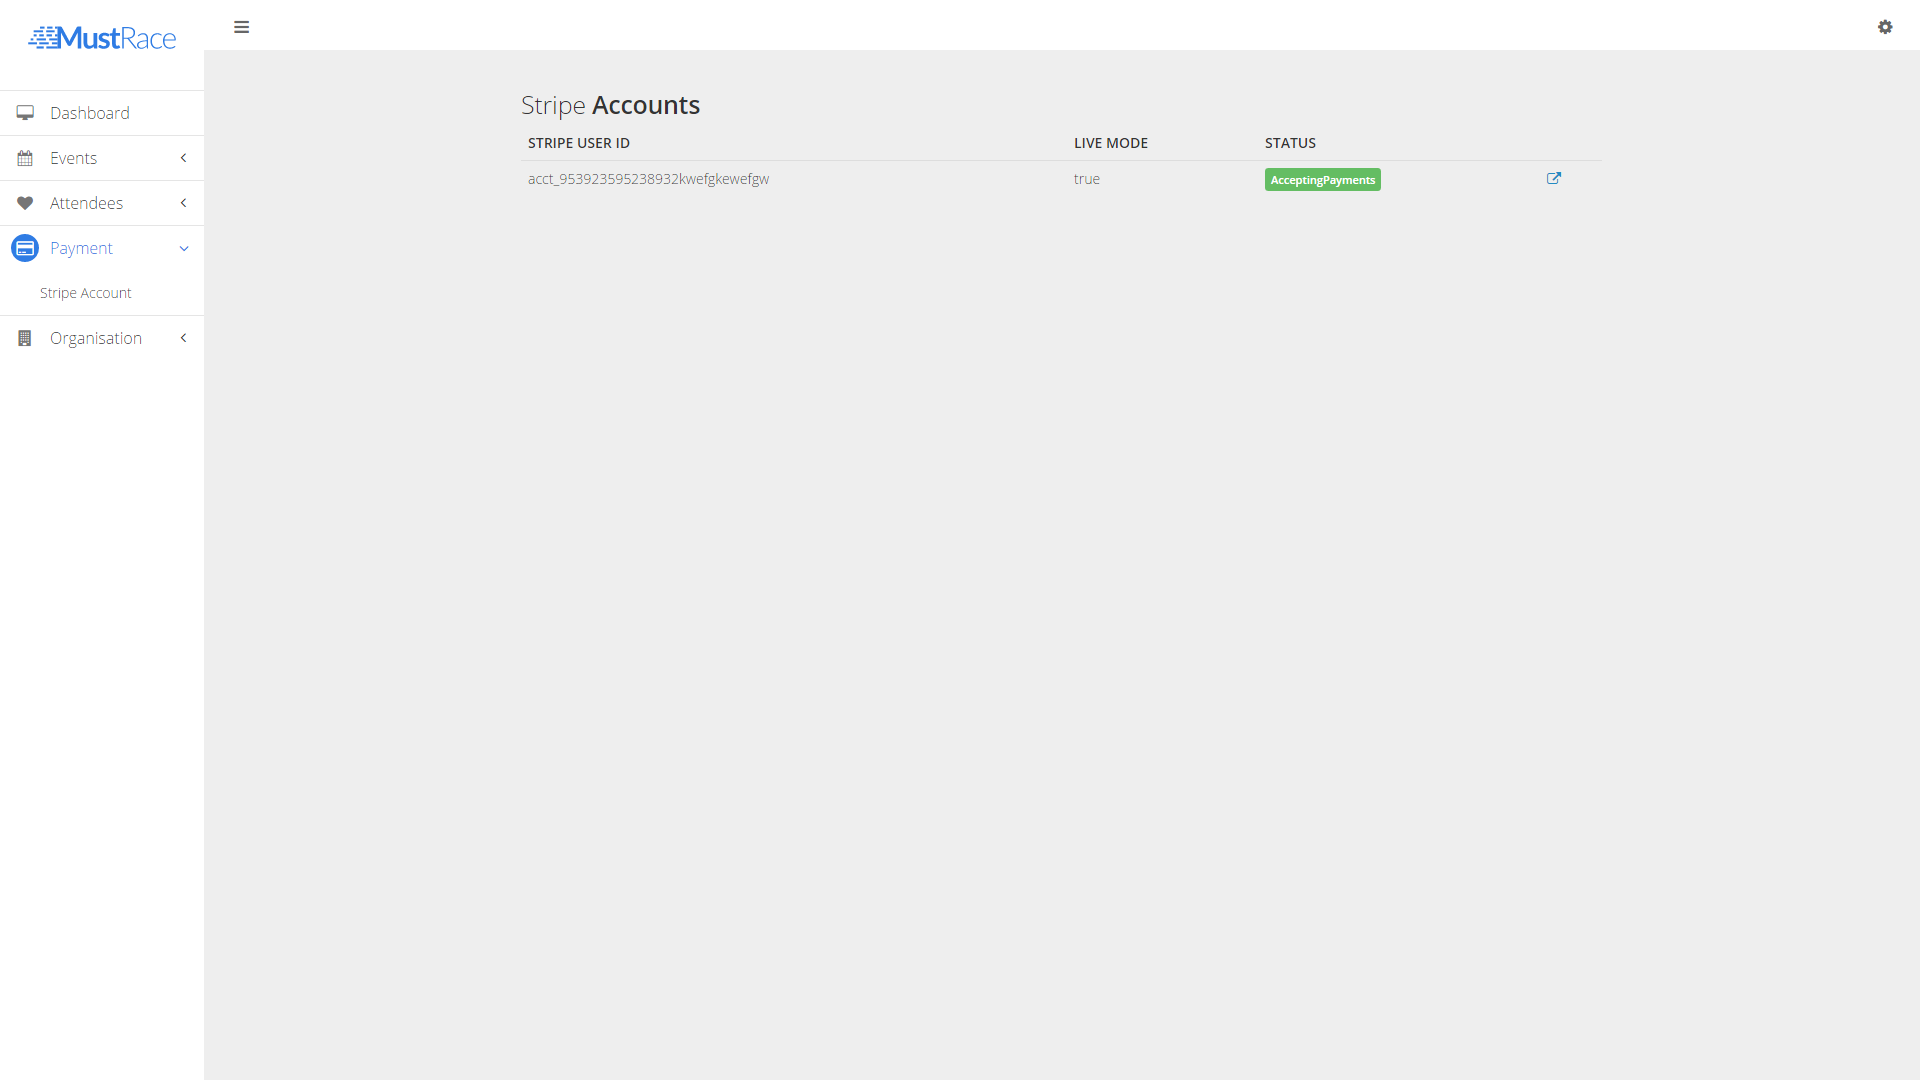 MustRace
Dashboard
Events
Attendees
Payment
Stripe Account
Organisation
Stripe Accounts
STRIPE USER ID LIVE MODE STATUS
acct_953923595238932kwefgkewefgw true AcceptingPayments